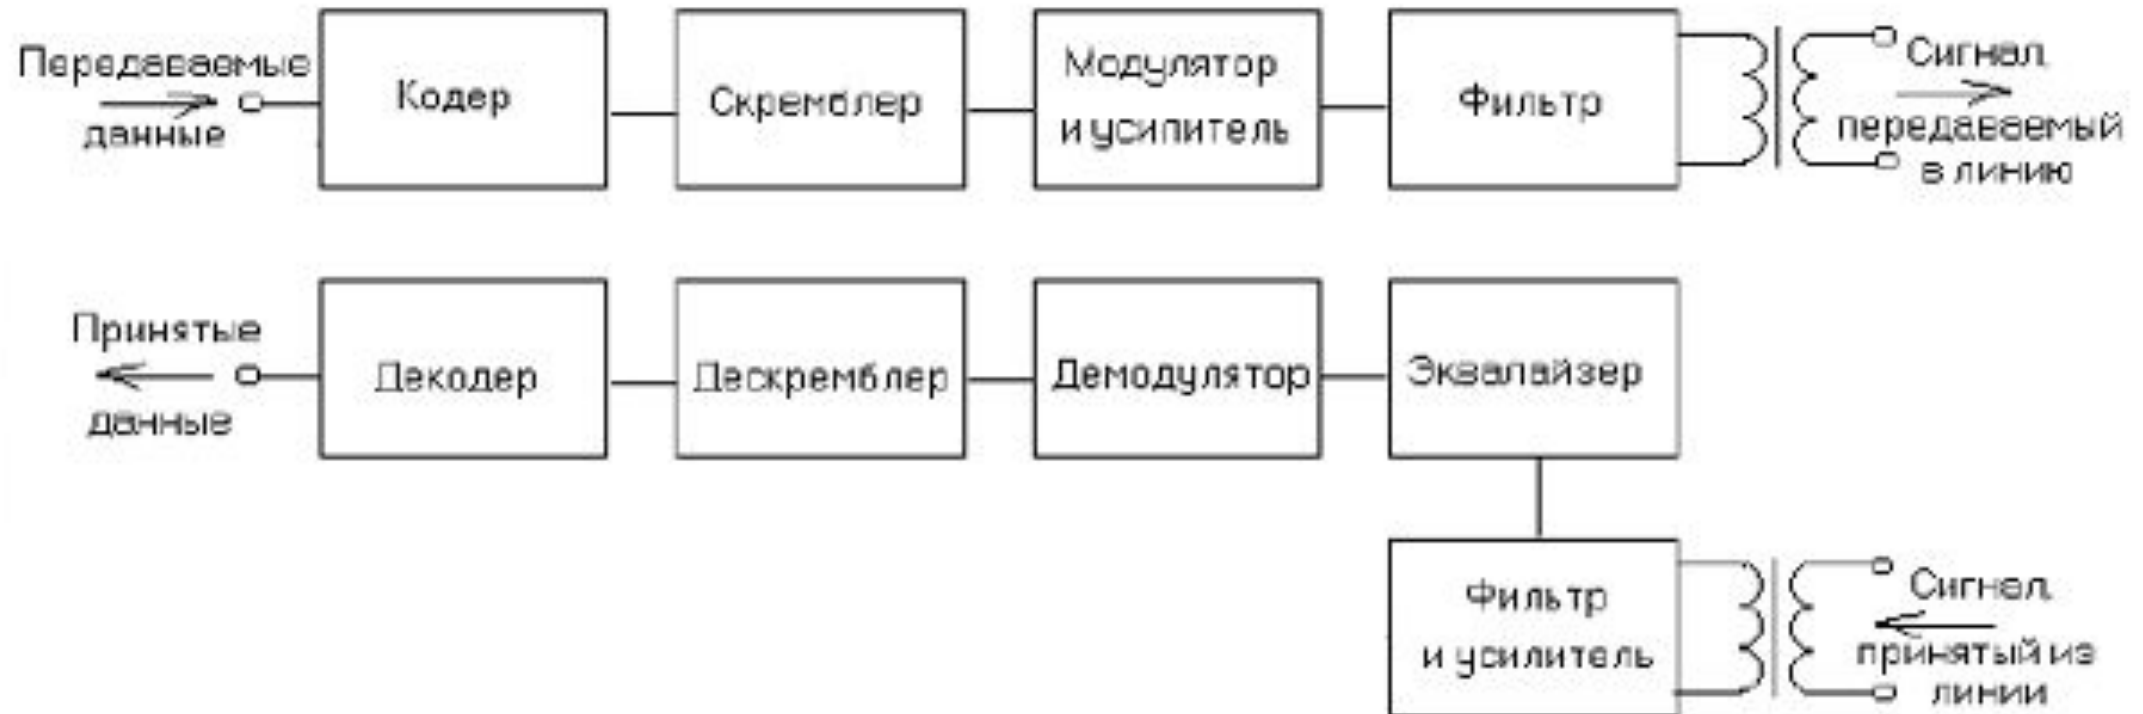 Передаваемые
данные
Кодер
Скремблер
Модулятор
и усилитель
Фильтр
Сигнал,
передаваемый
в линию
Принятые
данные
Декодер
Дескремблер
Демодулятор
Эквалайзер
Фильтр
и усилитель
Сигнал,
принятый из
линии